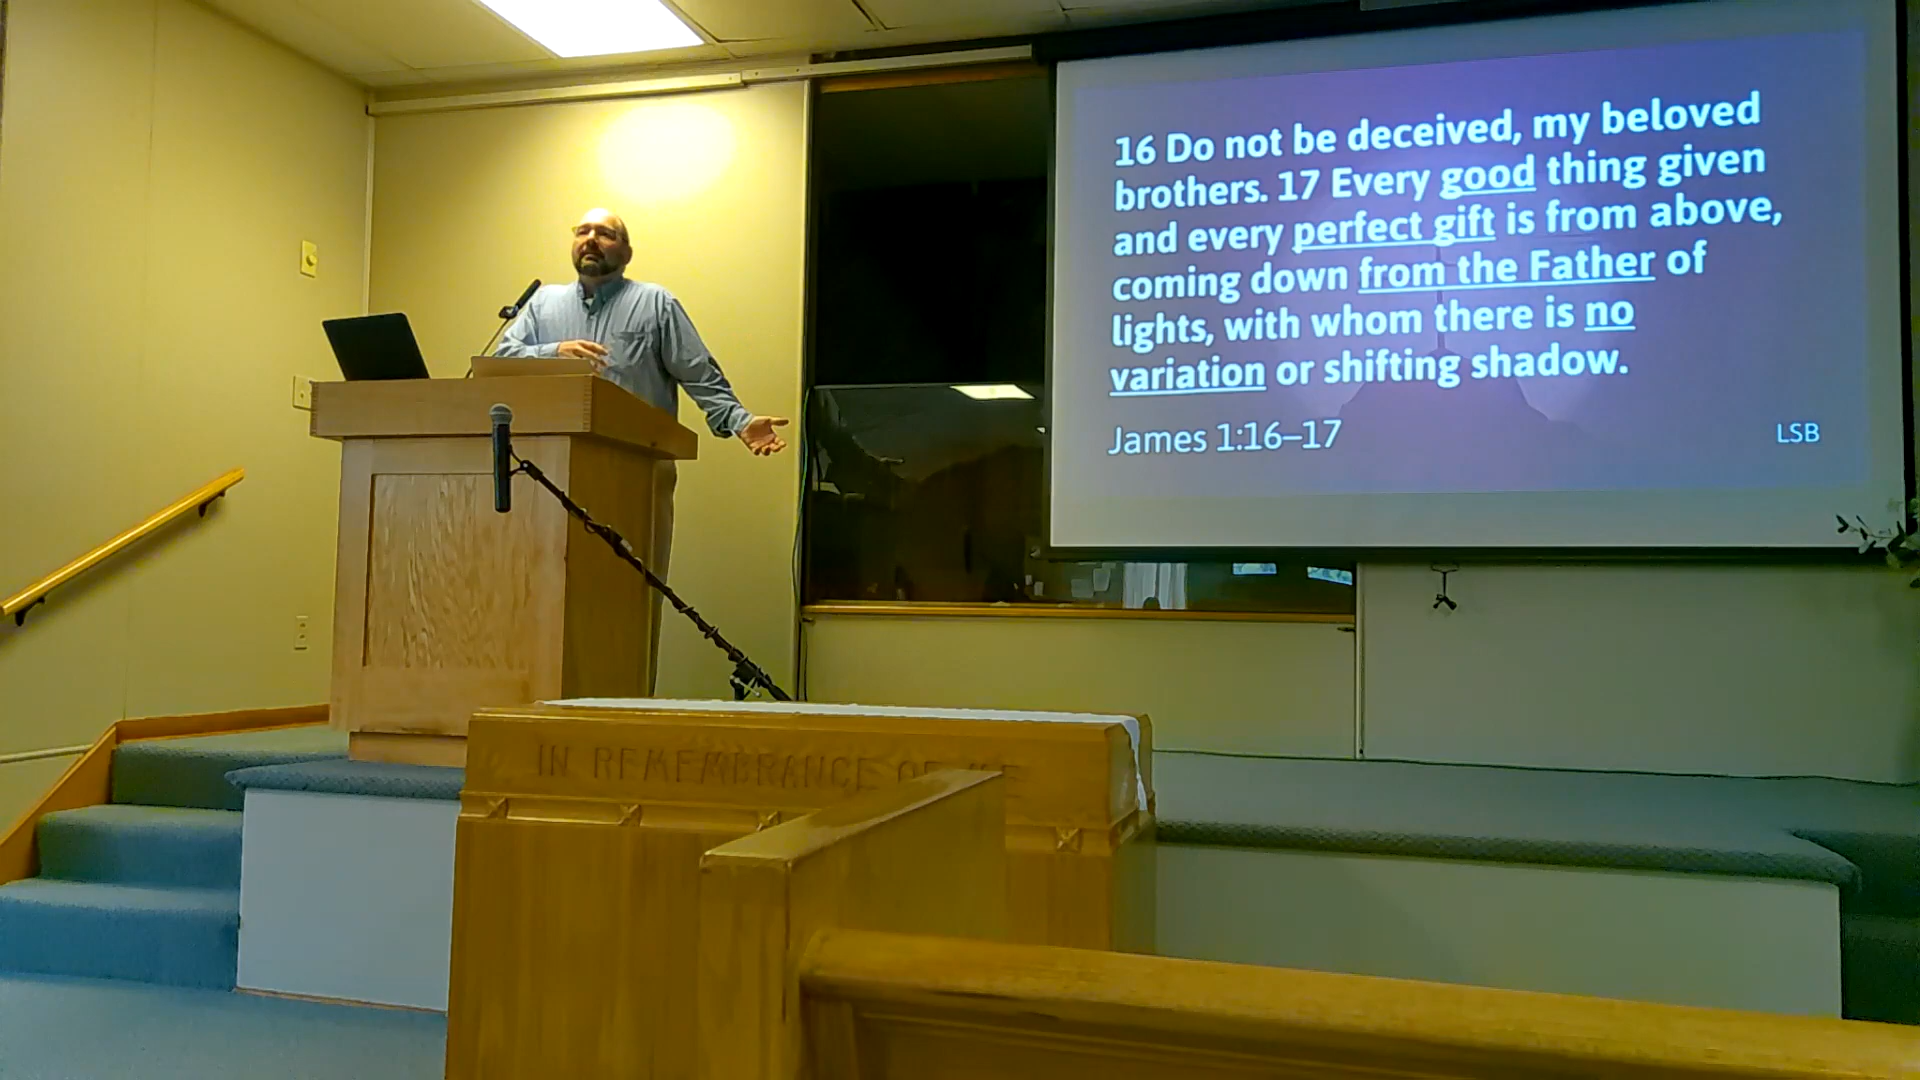 16 Do not be deceived, my beloved
brothers. 17 Every good thing given
and every perfect gift is from above,
coming down from the Father of
lights, with whom there is no
variation or shifting shadow.
James 1:16–17
LSB
IN REMEMBRANCE OF ME